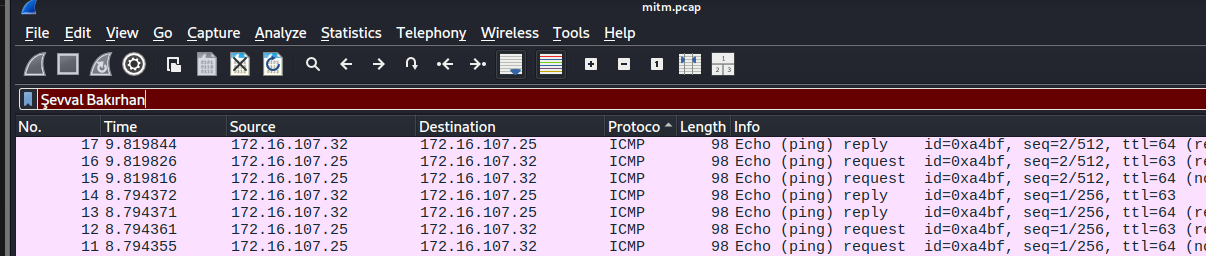 mitm.pcap
File Edit View Go Capture Analyze Statistics Telephony Wireless Tools Help
Şevval Bakırhan
No. Time Source Destination Protoco Length Info
17 9.819844 172.16.107.32 172.16.107.25 ICMP 98 Echo (ping) reply id=0xa4bf, seq=2/512, ttl=64 (re
16 9.819826 172.16.107.25 172.16.107.32 ICMP 98 Echo (ping) request id=0xa4bf, seq=2/512, ttl=63 (re
15 9.819816 172.16.107.25 172.16.107.32 ICMP 98 Echo (ping) request id=0xa4bf, seq=2/512, ttl=64 (no
14 8.794372 172.16.107.32 172.16.107.25 ICMP 98 Echo (ping) reply id=0xa4bf, seq=1/256, ttl=63
13 8.794371 172.16.107.32 172.16.107.25 ICMP 98 Echo (ping) reply id=0xa4bf, seq=1/256, ttl=64 (re
12 8.794361 172.16.107.25 172.16.107.32 ICMP 98 Echo (ping) request id=0xa4bf, seq=1/256, ttl=63 (re
11 8.794355 172.16.107.25 172.16.107.32 ICMP 98 Echo (ping) request id=0xa4bf, seq=1/256, ttl=64 (no